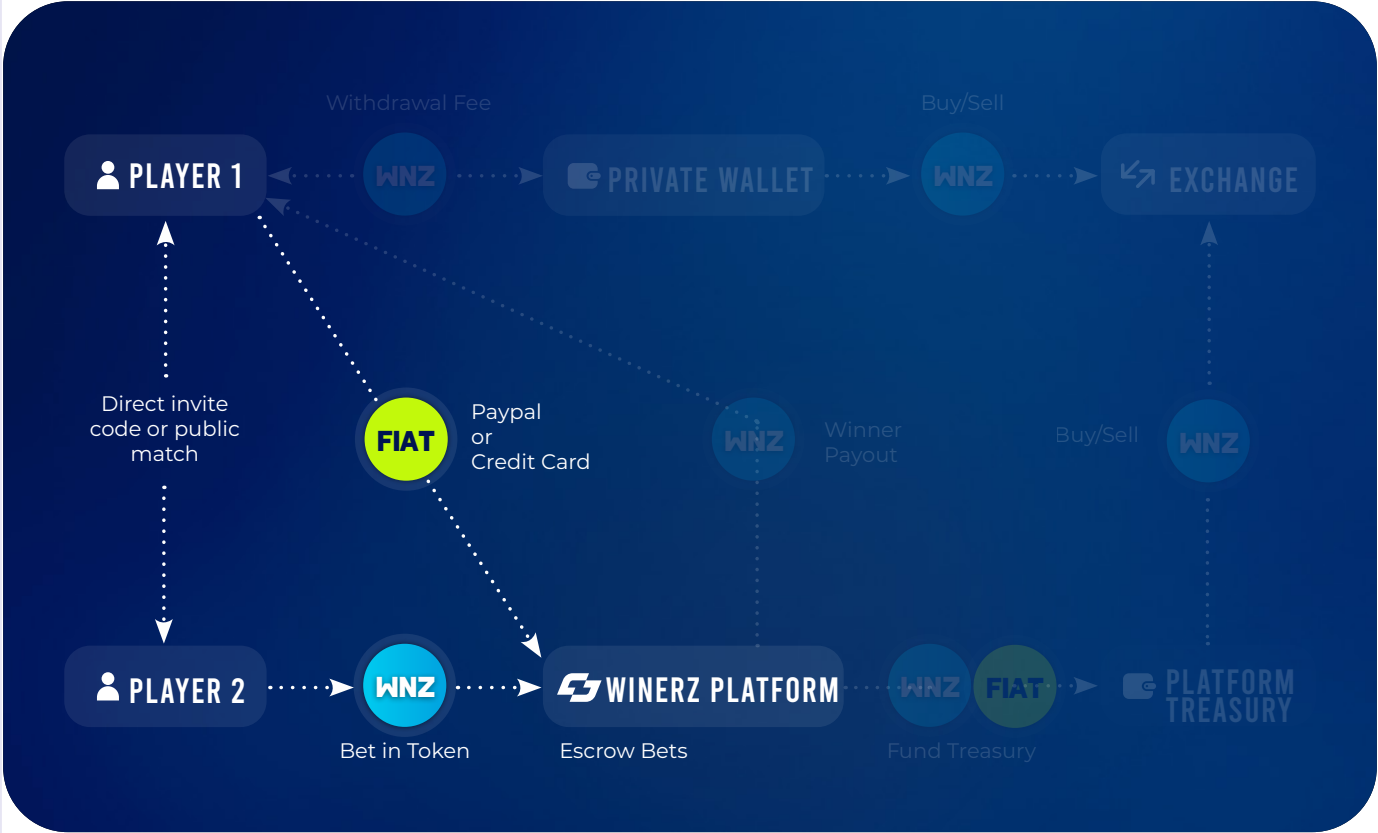 Withdrawal Fee
Buy/Sell
PLAYER 1
WNZ
PRIVATE WALLET
WNZ
EXCHANGE
Direct invite
code or public
match
FIAT
Paypal
or
Credit Card
WNZ
Winner
Payout
Buy/Sell
WNZ
PLAYER 2
WNZ
WINERZ PLATFORM
WNZ
FIAT
PLATFORM
TREASURY
Bet in Token
Escrow Bets
Fund Treasury